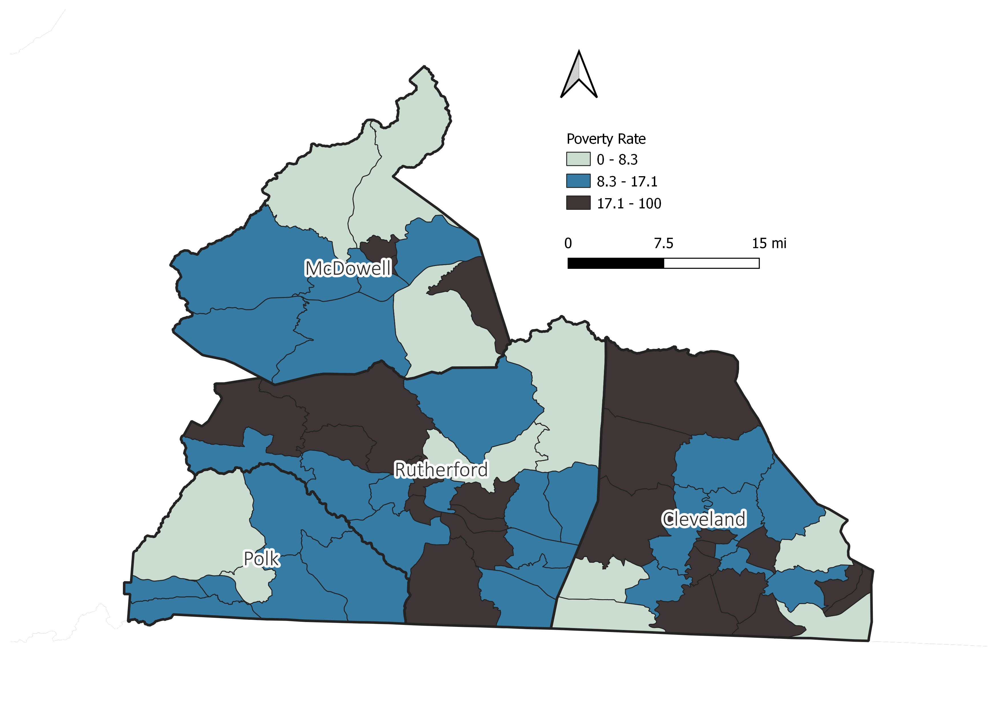 Poverty Rate
0 - 8.3
8.3 - 17.1
17.1 - 100
0 7.5 15 mi
McDowell
Rutherford
Cleveland
Polk